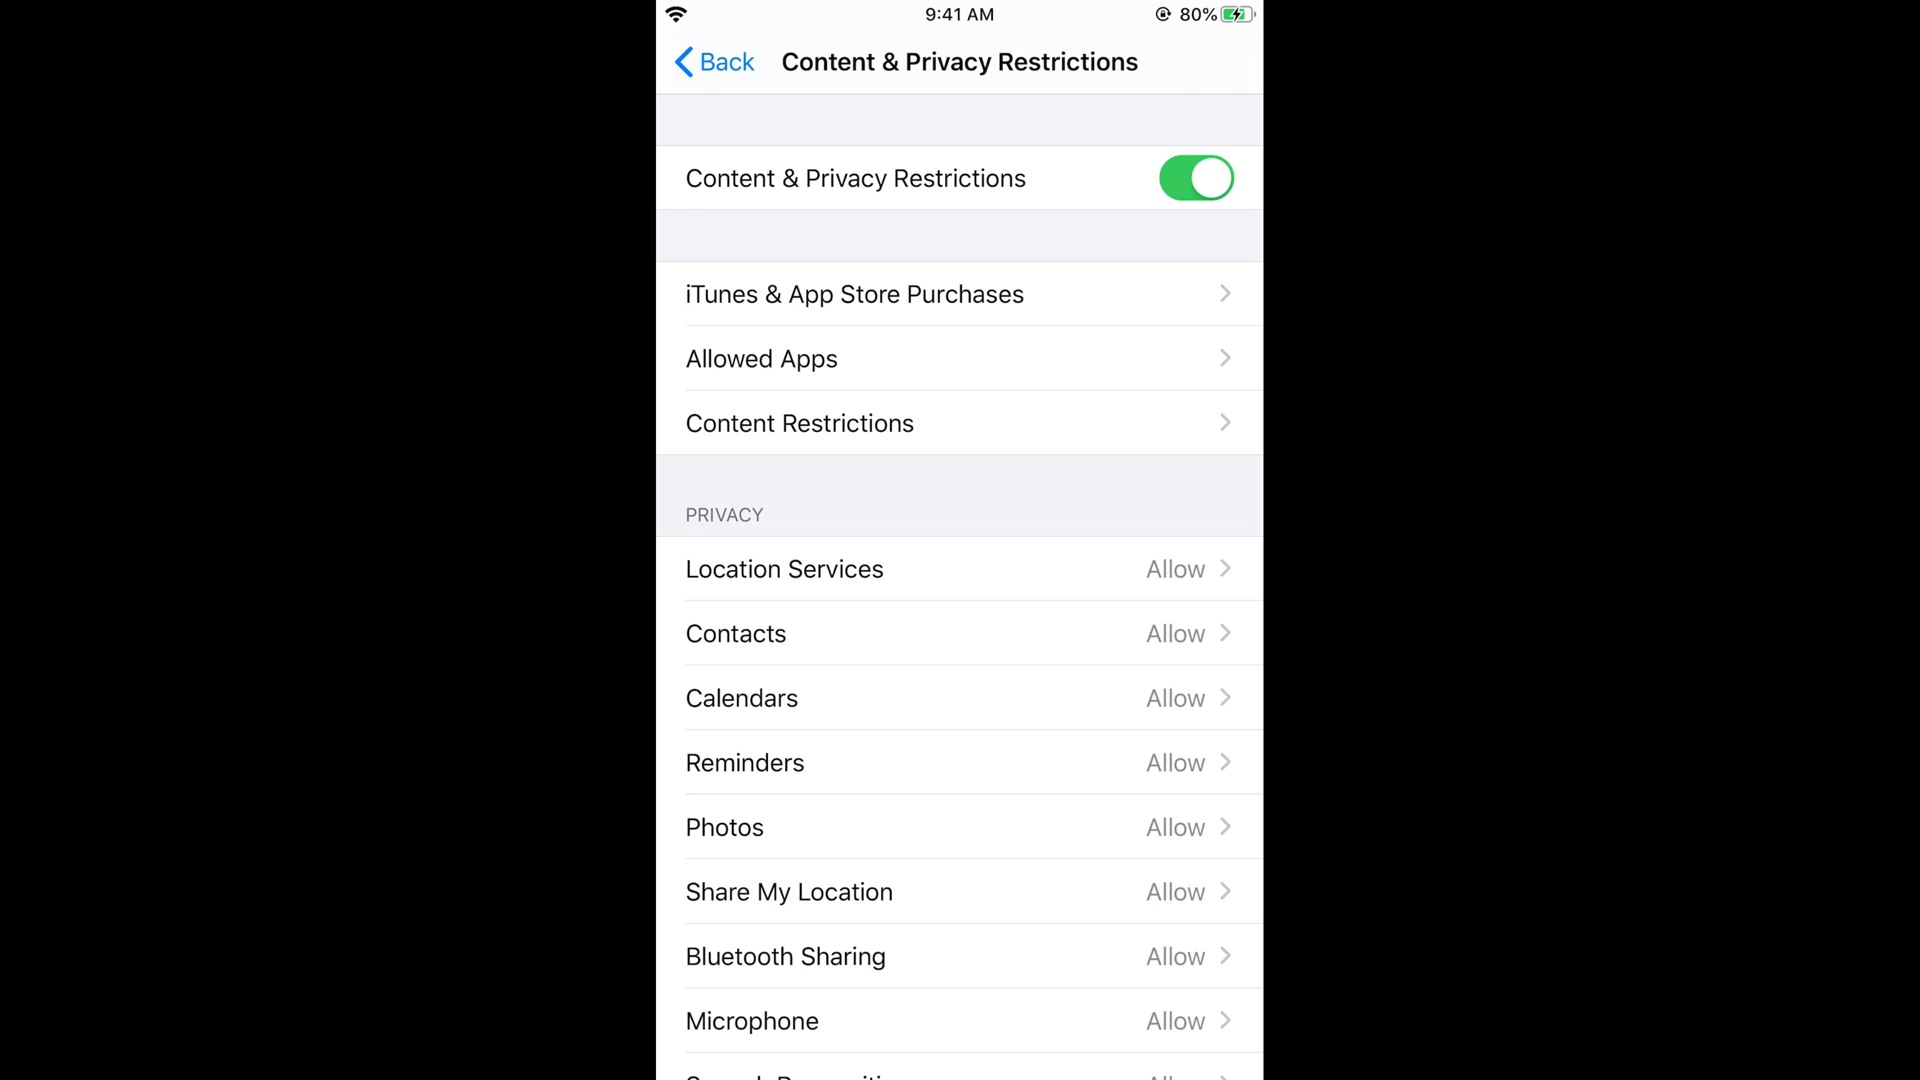 9:41 AM
80%
Back
Content & Privacy Restrictions
Content & Privacy Restrictions
iTunes & App Store Purchases
Allowed Apps
Content Restrictions
PRIVACY
Location Services Allow
Contacts Allow
Calendars Allow
Reminders Allow
Photos Allow
Share My Location Allow
Bluetooth Sharing Allow
Microphone Allow